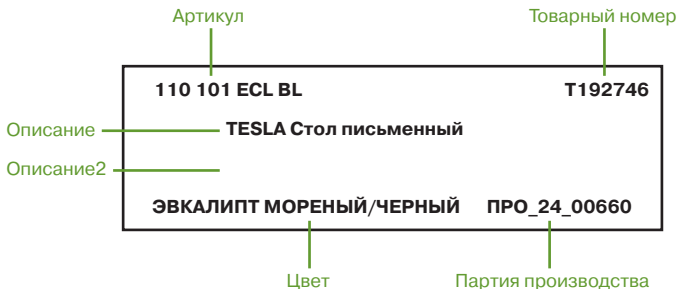 Артикул Товарный номер
110 101 ECL BL T192746
Описание TESLA Стол письменный
Описание2
ЭВКАЛИПТ МОРЕНЫЙ/ЧЕРНЫЙ ПРО_24_00660
Цвет Партия производства